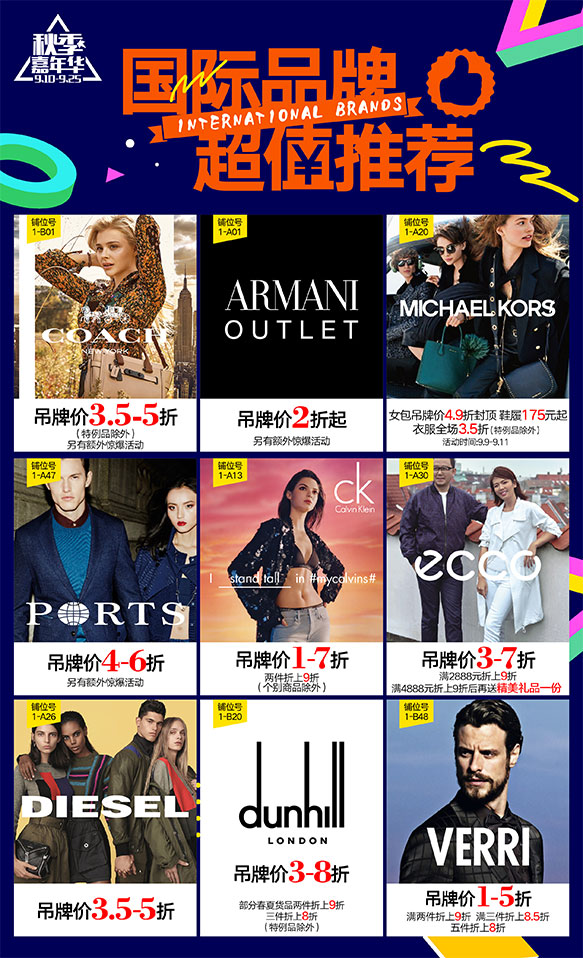 秋季
嘉年华
9.10-9.25
国际品牌
INTERNATIONAL BRANDS
超值推荐
铺位号
1-B01
COACH
NEW YORK
吊牌价3.5-5折
(特例品除外)
另有额外惊爆活动
铺位号
1-A01
ARMANI
OUTLET
吊牌价2折起
另有额外惊爆活动
铺位号
1-A20
MICHAEL KORS
女包吊牌价4.9折封顶 鞋履175元起
衣服全场3.5折(特例品除外)
活动时间:9.9-9.11
铺位号
1-A47
PORTS
吊牌价4-6折
另有额外惊爆活动
铺位号
1-A13
ck
Calvin Klein
I stand tall in #mycalvins#
吊牌价1-7折
两件折上9折
(个别商品除外)
铺位号
1-A30
ecco
吊牌价3-7折
满2888元折上9折
满4888元折上9折后再送精美礼品一份
铺位号
1-A26
DIESEL
吊牌价3.5-5折
铺位号
1-B20
dunhill
LONDON
吊牌价3-8折
部分春夏货品两件折上9折
三件折上8折
(特例品除外)
铺位号
1-B48
VERRI
吊牌价1-5折
满两件折上9折 满三件折上8.5折
五件折上8折